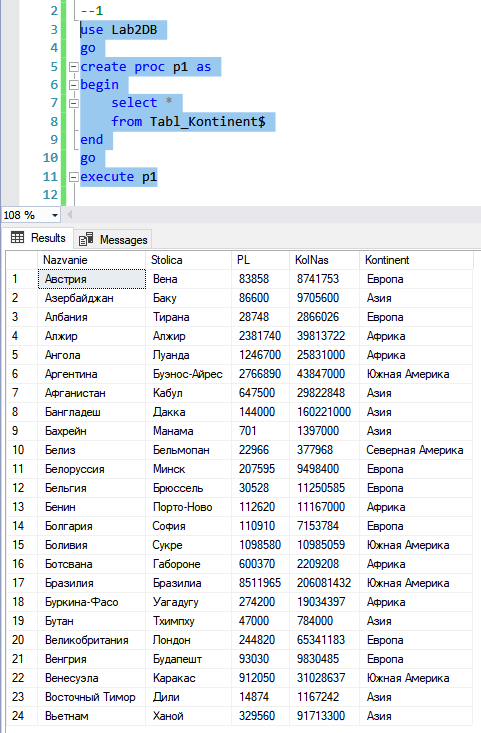 2 --1
3 use Lab2DB
4 go
5 create proc p1 as
6 begin
7 select *
8 from Tabl_Kontinent$
9 end
10 go
11 execute p1
12
108 %
Results Messages
Nazvanie Stolica PL KolNas Kontinent
1 Австрия Вена 83858 8741753 Европа
2 Азербайджан Баку 86600 9705600 Азия
3 Албания Тирана 28748 2866026 Европа
4 Алжир Алжир 2381740 39813722 Африка
5 Ангола Луанда 1246700 25831000 Африка
6 Аргентина Буэнос-Айрес 2766890 43847000 Южная Америка
7 Афганистан Кабул 647500 29822848 Азия
8 Бангладеш Дакка 144000 160221000 Азия
9 Бахрейн Манама 701 1397000 Азия
10 Белиз Бельмопан 22966 377968 Северная Америка
11 Белоруссия Минск 207595 9498400 Европа
12 Бельгия Брюссель 30528 11250585 Европа
13 Бенин Порто-Ново 112620 11167000 Африка
14 Болгария София 110910 7153784 Европа
15 Боливия Сукре 1098580 10985059 Южная Америка
16 Ботсвана Габороне 600370 2209208 Африка
17 Бразилия Бразилиа 8511965 206081432 Южная Америка
18 Буркина-Фасо Уагадугу 274200 19034397 Африка
19 Бутан Тхимпху 47000 784000 Азия
20 Великобритания Лондон 244820 65341183 Европа
21 Венгрия Будапешт 93030 9830485 Европа
22 Венесуэла Каракас 912050 31028637 Южная Америка
23 Восточный Тимор Дили 14874 1167242 Азия
24 Вьетнам Ханой 329560 91713300 Азия